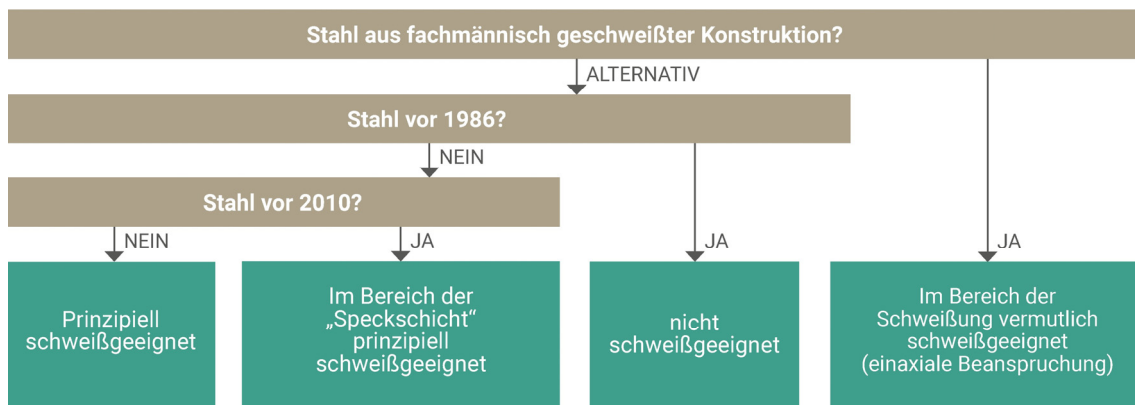 Stahl aus fachmännisch geschweißter Konstruktion?
ALTERNATIV
Stahl vor 1986?
NEIN
Stahl vor 2010?
NEIN
JA
JA
JA
Prinzipiell
schweißgeeignet
Im Bereich der
„Speckschicht“
prinzipiell
schweißgeeignet
nicht
schweißgeeignet
Im Bereich der
Schweißung vermutlich
schweißgeeignet
(einaxiale Beanspruchung)